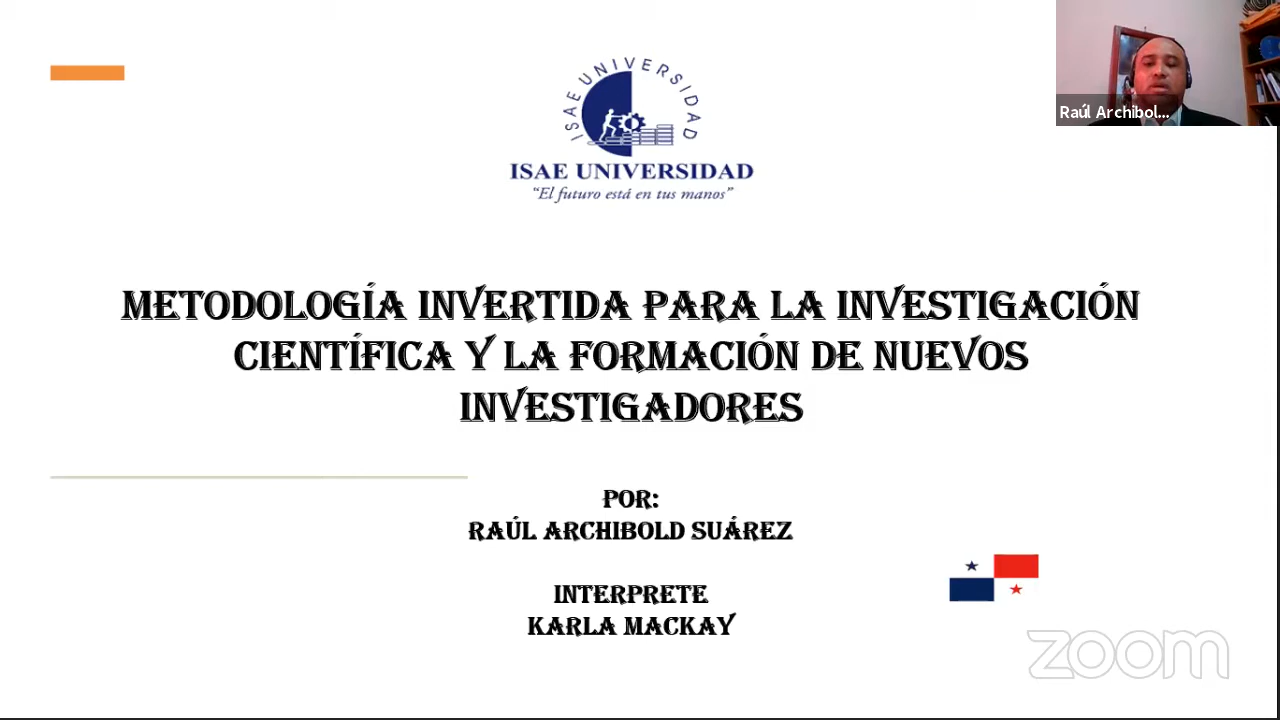 ISAE UNIVERSIDAD
ISAE UNIVERSIDAD
“El futuro está en tus manos”
Raúl Archibol...
METODOLOGÍA INVERTIDA PARA LA INVESTIGACIÓN
CIENTÍFICA Y LA FORMACIÓN DE NUEVOS
INVESTIGADORES
POR:
RAÚL ARCHIBOLD SUÁREZ
INTERPRETE
KARLA MACKAY
zoom